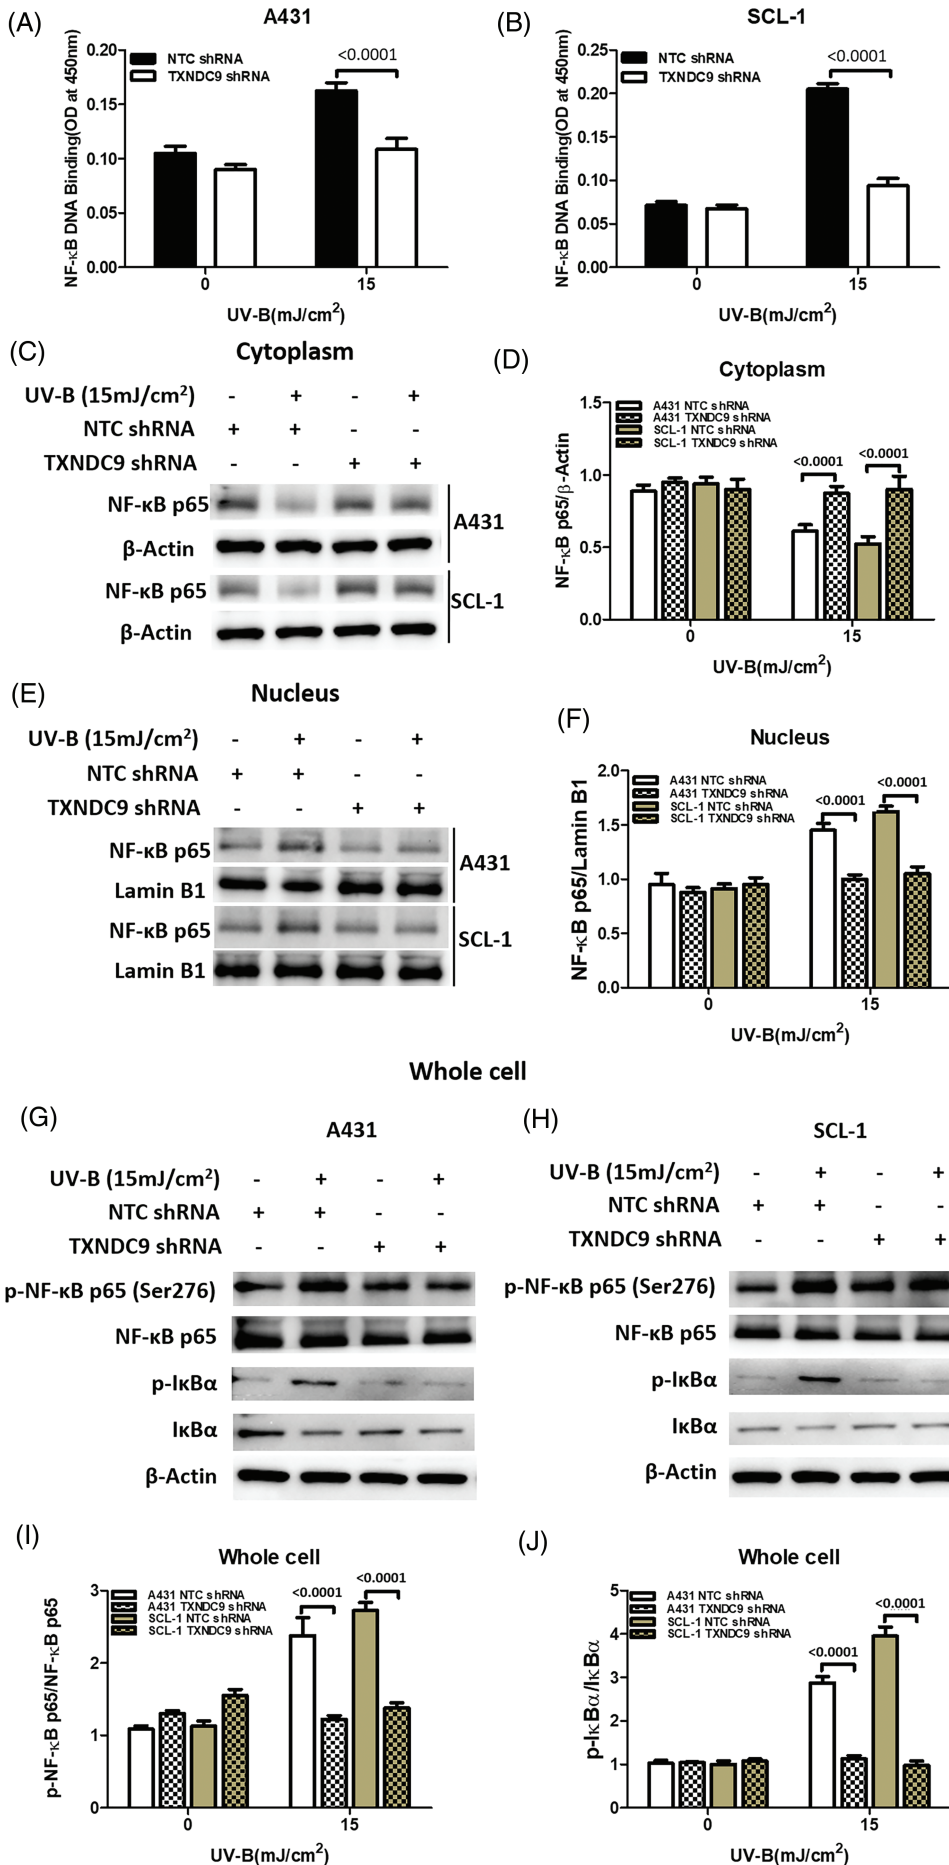 (A)
A431
NF-κB DNA Binding(OD at 450nm)
0.20
0.15
0.10
0.05
0.00
NTC shRNA
TXNDC9 shRNA
<0.0001
0 15
UV-B(mJ/cm²)
(B)
SCL-1
NF-κB DNA Binding(OD at 450nm)
0.25
0.20
0.15
0.10
0.05
0.00
NTC shRNA
TXNDC9 shRNA
<0.0001
0 15
UV-B(mJ/cm²)
(C)
Cytoplasm
UV-B (15mJ/cm²) - + - +
NTC shRNA + + - -
TXNDC9 shRNA - - + +
NF-κB p65
β-Actin
A431
NF-κB p65
β-Actin
SCL-1
(D)
Cytoplasm
NF-κB p65/β-Actin
1.5
1.0
0.5
0.0
A431 NTC shRNA
A431 TXNDC9 shRNA
SCL-1 NTC shRNA
SCL-1 TXNDC9 shRNA
<0.0001 <0.0001
0 15
UV-B(mJ/cm²)
(E)
Nucleus
UV-B (15mJ/cm²) - + - +
NTC shRNA + + - -
TXNDC9 shRNA - - + +
NF-κB p65
Lamin B1
A431
NF-κB p65
Lamin B1
SCL-1
(F)
Nucleus
NF-κB p65/Lamin B1
2.0
1.5
1.0
0.5
0.0
A431 NTC shRNA
A431 TXNDC9 shRNA
SCL-1 NTC shRNA
SCL-1 TXNDC9 shRNA
<0.0001 <0.0001
0 15
UV-B(mJ/cm²)
Whole cell
(G)
A431
UV-B (15mJ/cm²) - + - +
NTC shRNA + + - -
TXNDC9 shRNA - - + +
p-NF-κB p65 (Ser276)
NF-κB p65
p-IκBα
IκBα
β-Actin
(H)
SCL-1
UV-B (15mJ/cm²) - + - +
NTC shRNA + + - -
TXNDC9 shRNA - - + +
p-NF-κB p65 (Ser276)
NF-κB p65
p-IκBα
IκBα
β-Actin
(I)
Whole cell
p-NF-κB p65/NF-κB p65
3
2
1
0
A431 NTC shRNA
A431 TXNDC9 shRNA
SCL-1 NTC shRNA
SCL-1 TXNDC9 shRNA
<0.0001 <0.0001
0 15
UV-B(mJ/cm²)
(J)
Whole cell
p-IκBα/IκBα
5
4
3
2
1
0
A431 NTC shRNA
A431 TXNDC9 shRNA
SCL-1 NTC shRNA
SCL-1 TXNDC9 shRNA
<0.0001 <0.0001
0 15
UV-B(mJ/cm²)